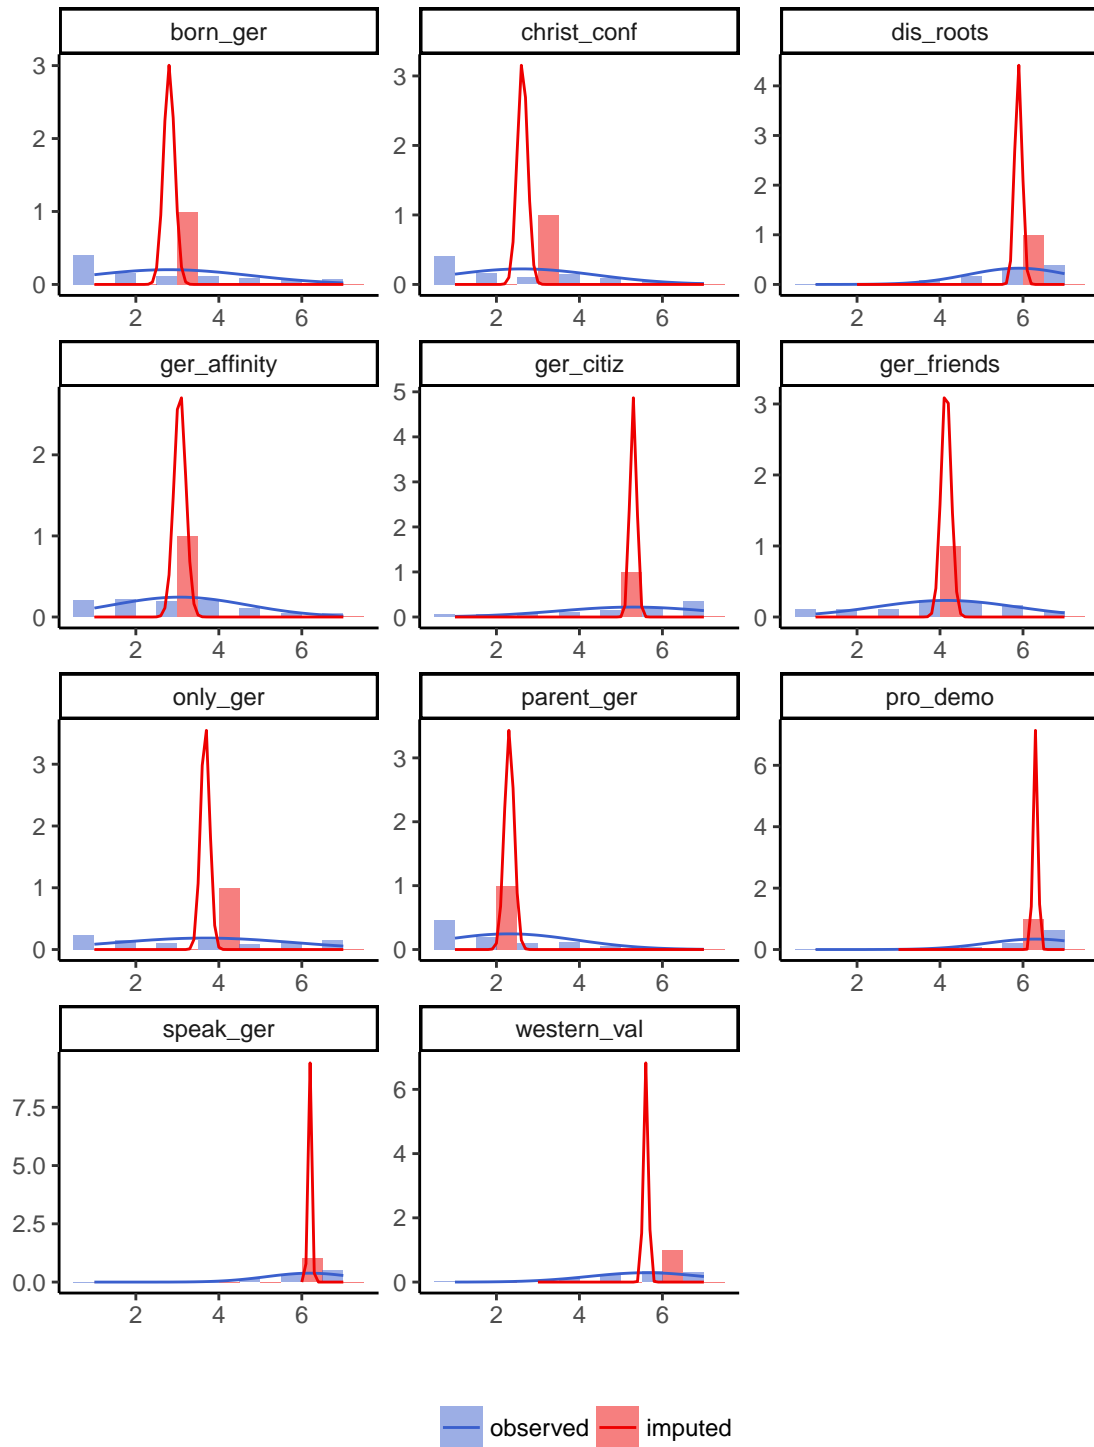 born_ger christ_conf dis_roots
3
2
1
0
2 4 6
3
2
1
0
2 4 6
4
3
2
1
0
2 4 6
ger_affinity ger_citiz ger_friends
2
1
0
2 4 6
5
4
3
2
1
0
2 4 6
3
2
1
0
2 4 6
only_ger parent_ger pro_demo
3
2
1
0
2 4 6
3
2
1
0
2 4 6
6
4
2
0
2 4 6
speak_ger western_val
7.5
5.0
2.5
0.0
2 4 6
6
4
2
0
2 4 6
observed imputed